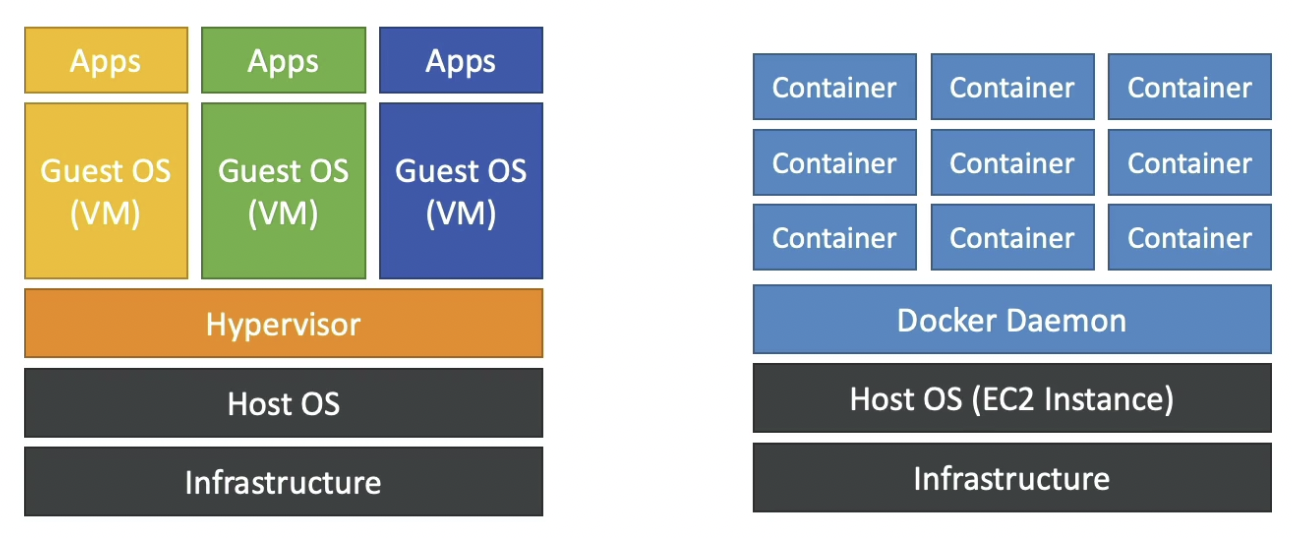 Apps
Apps
Apps
Guest OS
(VM)
Guest OS
(VM)
Guest OS
(VM)
Hypervisor
Host OS
Infrastructure
Container
Container
Container
Container
Container
Container
Container
Container
Container
Docker Daemon
Host OS (EC2 Instance)
Infrastructure